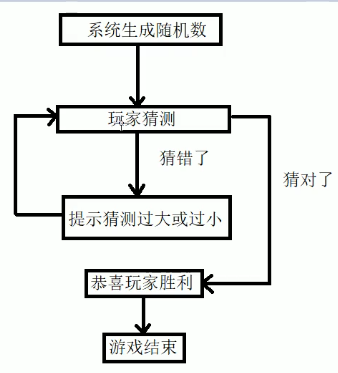 系统生成随机数
玩家猜测
猜错了
猜对了
提示猜测过大或过小
恭喜玩家胜利
游戏结束